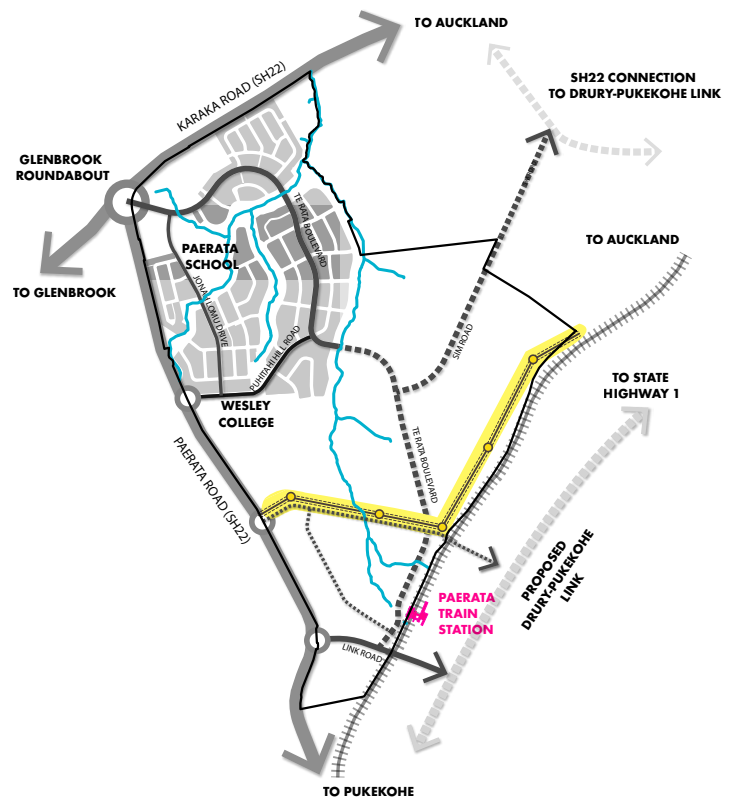 TO AUCKLAND
KARAKA ROAD (SH22)
SH22 CONNECTION
TO DRURY-PUKEKOHE LINK
GLENBROOK
ROUNDABOUT
TE RATA BOULEVARD
PAERATA
SCHOOL
TO AUCKLAND
TO GLENBROOK
JONAH LOMU DRIVE
PUHITAHI HILL ROAD
SIM ROAD
TO STATE
HIGHWAY 1
WESLEY
COLLEGE
PAERATA ROAD (SH22)
TE RATA BOULEVARD
PROPOSED
DRURY-PUKEKOHE
LINK
PAERATA
TRAIN
STATION
LINK ROAD
TO PUKEKOHE